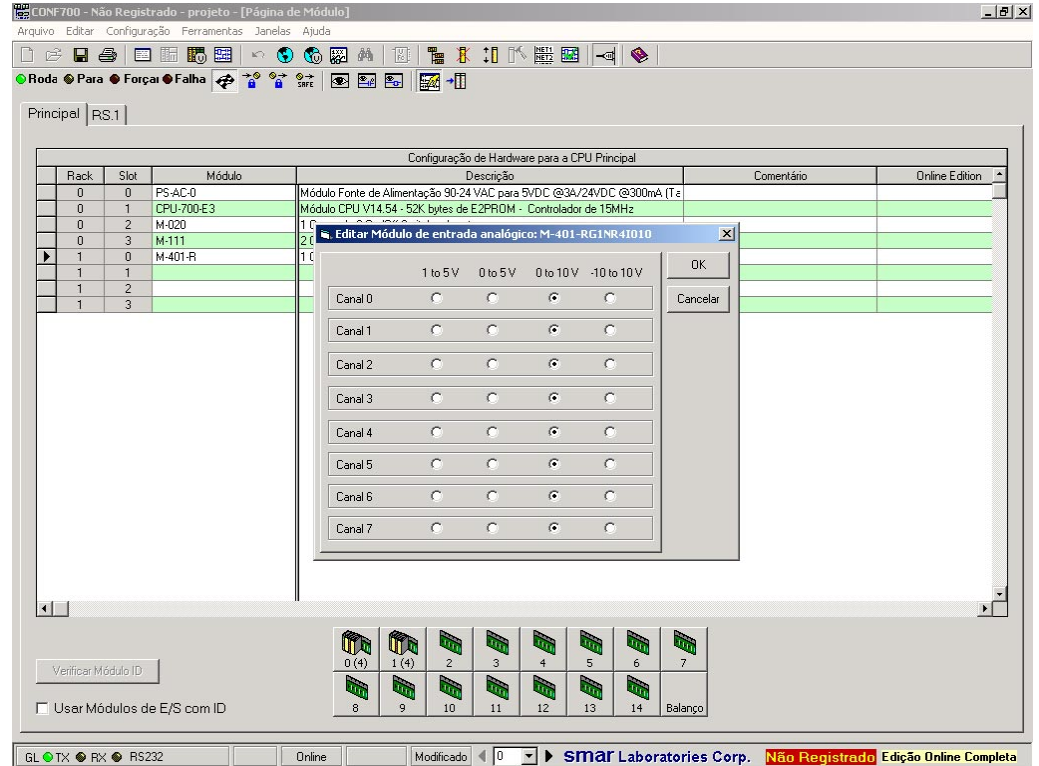 CONF700 - Não Registrado - projeto - [Página de Módulo]
Arquivo Editar Configuração Ferramentas Janelas Ajuda
Roda Para Forçar Falha SAFE
NET1
NET2
Principal RS.1
Configuração de Hardware para a CPU Principal
Rack Slot Módulo Descrição Comentário Online Edition
0 0 PS-AC-0 Módulo Fonte de Alimentação 90-24 VAC para 5VDC @3A/24VDC @300mA (Ta
0 1 CPU-700-E3 Módulo CPU V14.54 - 52K bytes de E2PROM - Controlador de 15MHz
0 2 M-020
0 3 M-111
1 0 M-401-R
1 1
1 2
1 3
Editar Módulo de entrada analógico: M-401-RG1NR4I010
1 to 5 V 0 to 5 V 0 to 10 V -10 to 10 V
OK
Cancelar
Canal 0
Canal 1
Canal 2
Canal 3
Canal 4
Canal 5
Canal 6
Canal 7
0 (4) 1 (4) 2 3 4 5 6 7
8 9 10 11 12 13 14 Balanço
Verificar Módulo ID
Usar Módulos de E/S com ID
GL TX RX RS232 Online Modificado 0 smar Laboratories Corp. Não Registrado Edição Online Completa